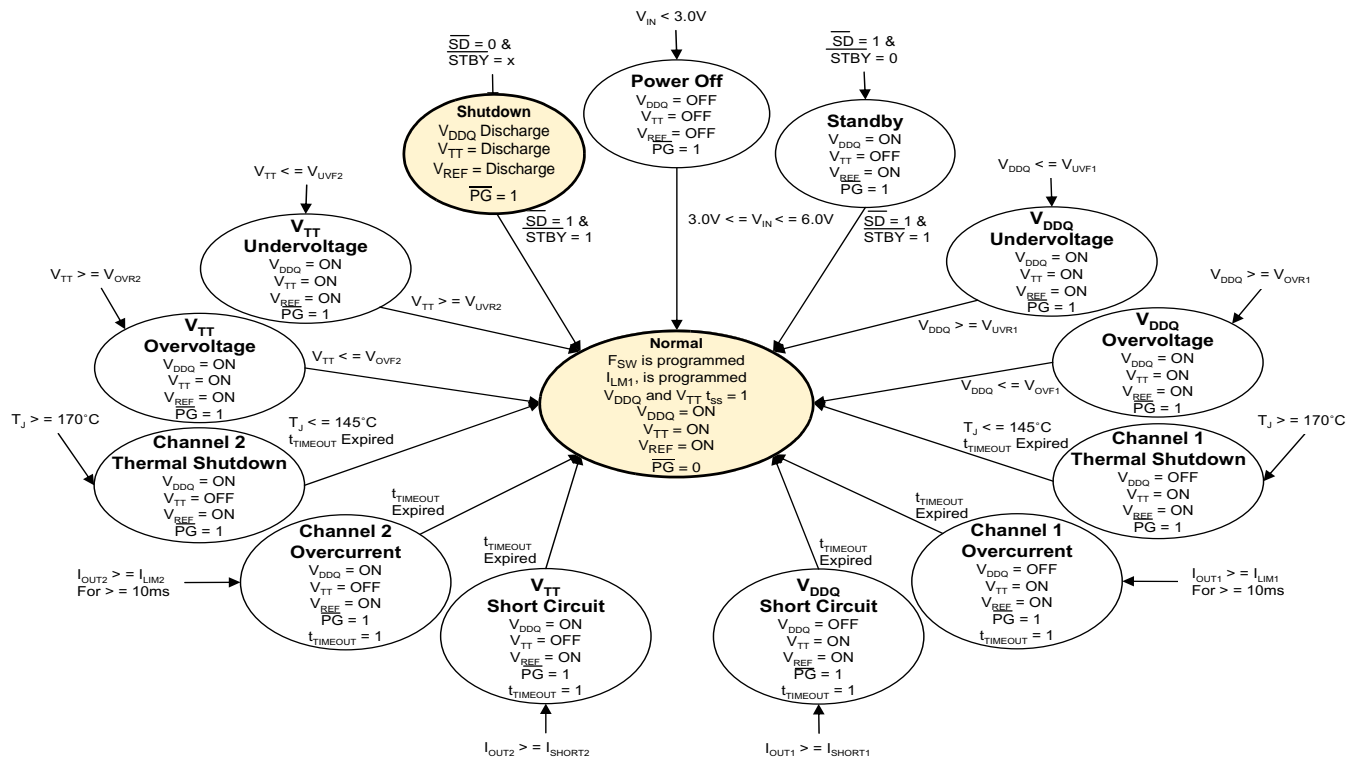 V_IN < 3.0V
SD = 0 &
STBY = x
SD = 1 &
STBY = 0
Power Off
V_DDQ = OFF
V_TT = OFF
V_REF = OFF
PG = 1
Shutdown
V_DDQ Discharge
V_TT = Discharge
V_REF = Discharge
PG = 1
Standby
V_DDQ = ON
V_TT = OFF
V_REF = ON
PG = 1
V_TT <= V_UVF2
V_DDQ <= V_UVF1
SD = 1 &
STBY = 1
3.0V <= V_IN <= 6.0V
SD = 1 &
STBY = 1
V_TT
Undervoltage
V_DDQ = ON
V_TT = ON
V_REF = ON
PG = 1
V_DDQ
Undervoltage
V_DDQ = ON
V_TT = ON
V_REF = ON
PG = 1
V_TT >= V_OVR2
V_DDQ >= V_OVR1
V_TT >= V_UVR2
V_DDQ >= V_UVR1
V_TT
Overvoltage
V_DDQ = ON
V_TT = ON
V_REF = ON
PG = 1
V_TT <= V_OVF2
Normal
F_SW is programmed
I_LM1, is programmed
V_DDQ and V_TT t_ss = 1
V_DDQ = ON
V_TT = ON
V_REF = ON
PG = 0
V_DDQ <= V_OVF1
V_DDQ
Overvoltage
V_DDQ = ON
V_TT = ON
V_REF = ON
PG = 1
T_J >= 170°C
T_J <= 145°C
t_TIMEOUT Expired
T_J <= 145°C
t_TIMEOUT Expired
T_J >= 170°C
Channel 2
Thermal Shutdown
V_DDQ = ON
V_TT = OFF
V_REF = ON
PG = 1
Channel 1
Thermal Shutdown
V_DDQ = OFF
V_TT = ON
V_REF = ON
PG = 1
t_TIMEOUT
Expired
t_TIMEOUT
Expired
Channel 2
Overcurrent
V_DDQ = ON
V_TT = OFF
V_REF = ON
PG = 1
t_TIMEOUT = 1
Channel 1
Overcurrent
V_DDQ = OFF
V_TT = ON
V_REF = ON
PG = 1
t_TIMEOUT = 1
t_TIMEOUT
Expired
t_TIMEOUT
Expired
I_OUT2 >= I_LIM2
For >= 10ms
I_OUT1 >= I_LIM1
For >= 10ms
V_TT
Short Circuit
V_DDQ = ON
V_TT = OFF
V_REF = ON
PG = 1
t_TIMEOUT = 1
V_DDQ
Short Circuit
V_DDQ = OFF
V_TT = ON
V_REF = ON
PG = 1
t_TIMEOUT = 1
I_OUT2 >= I_SHORT2
I_OUT1 >= I_SHORT1